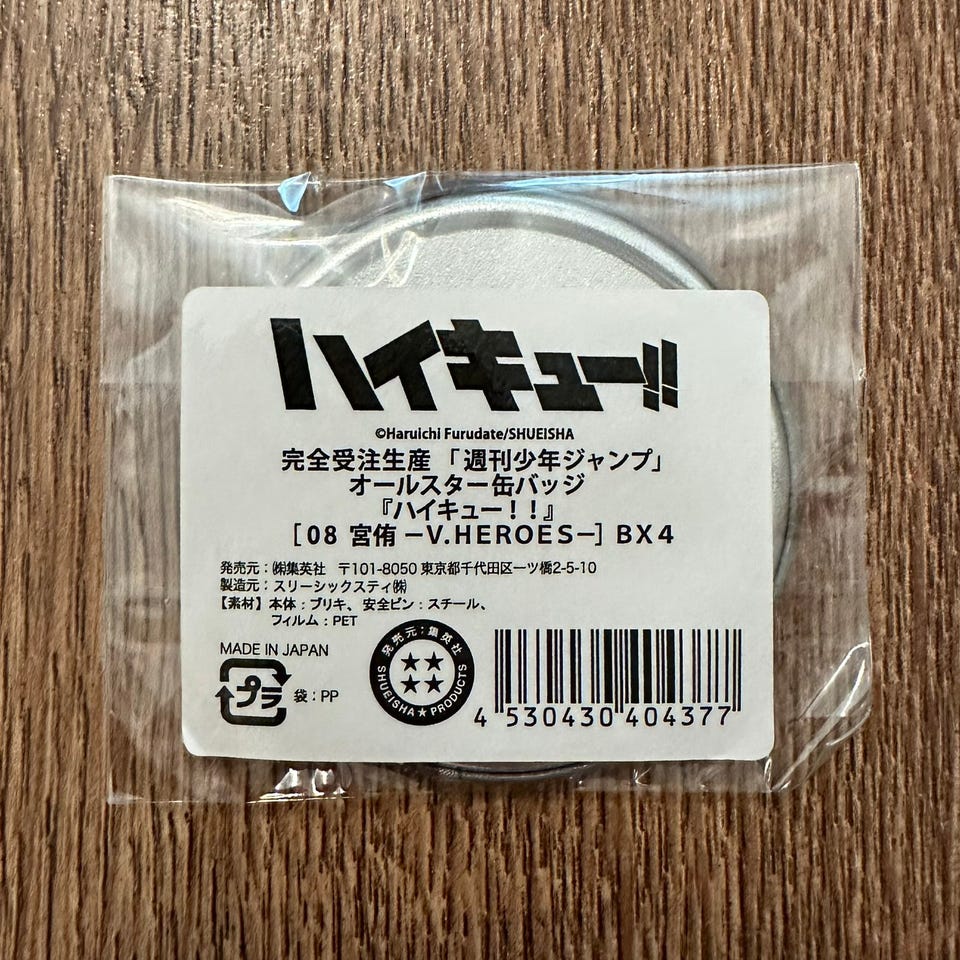 ハイキュー!!
©Haruichi Furudate/SHUEISHA
完全受注生産 「週刊少年ジャンプ」
オールスター缶バッジ
『ハイキュー！！』
［08 宮侑 −V.HEROES−］BX4
発売元：㈱集英社 〒101-8050 東京都千代田区一ツ橋2-5-10
製造元：スリーシックスティ㈱
【素材】本体：ブリキ、安全ピン：スチール、
フィルム：PET
MADE IN JAPAN
プラ
袋：PP
発売元：集英社
SHUEISHA★PRODUCTS
4 530430 404377